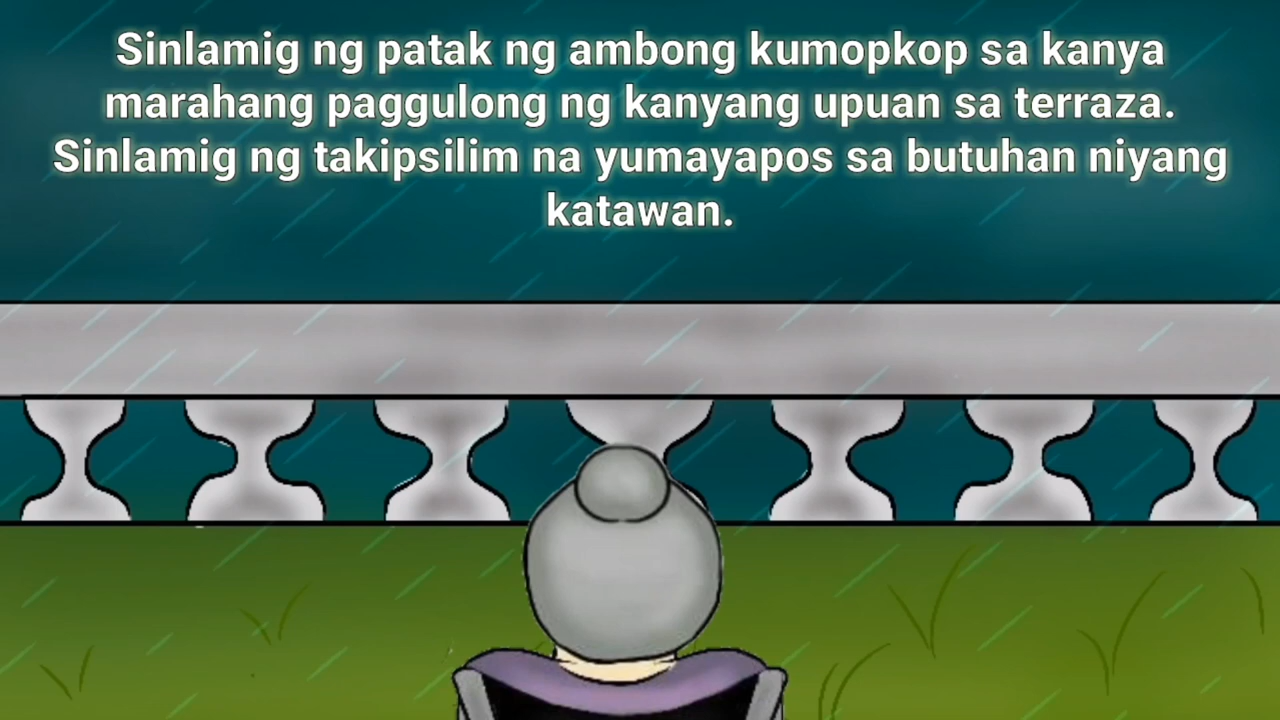 Sinlamig ng patak ng ambong kumopkop sa kanya
marahang paggulong ng kanyang upuan sa terraza.
Sinlamig ng takipsilim na yumayapos sa butuhan niyang
katawan.